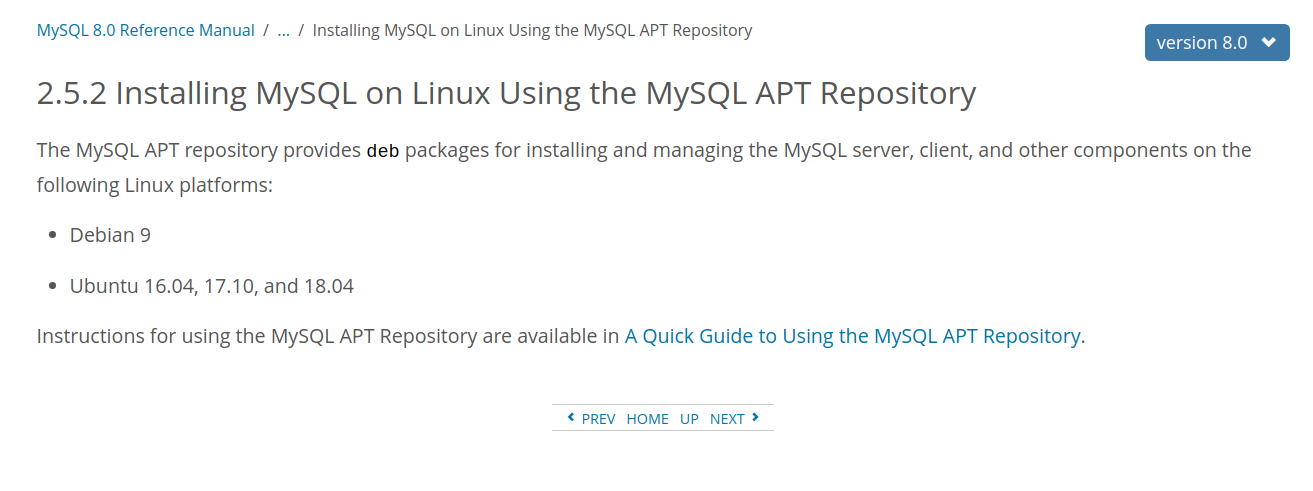 MySQL 8.0 Reference Manual / ... / Installing MySQL on Linux Using the MySQL APT Repository
version 8.0
2.5.2 Installing MySQL on Linux Using the MySQL APT Repository
The MySQL APT repository provides deb packages for installing and managing the MySQL server, client, and other components on the
following Linux platforms:
• Debian 9
• Ubuntu 16.04, 17.10, and 18.04
Instructions for using the MySQL APT Repository are available in A Quick Guide to Using the MySQL APT Repository.
PREV HOME UP NEXT